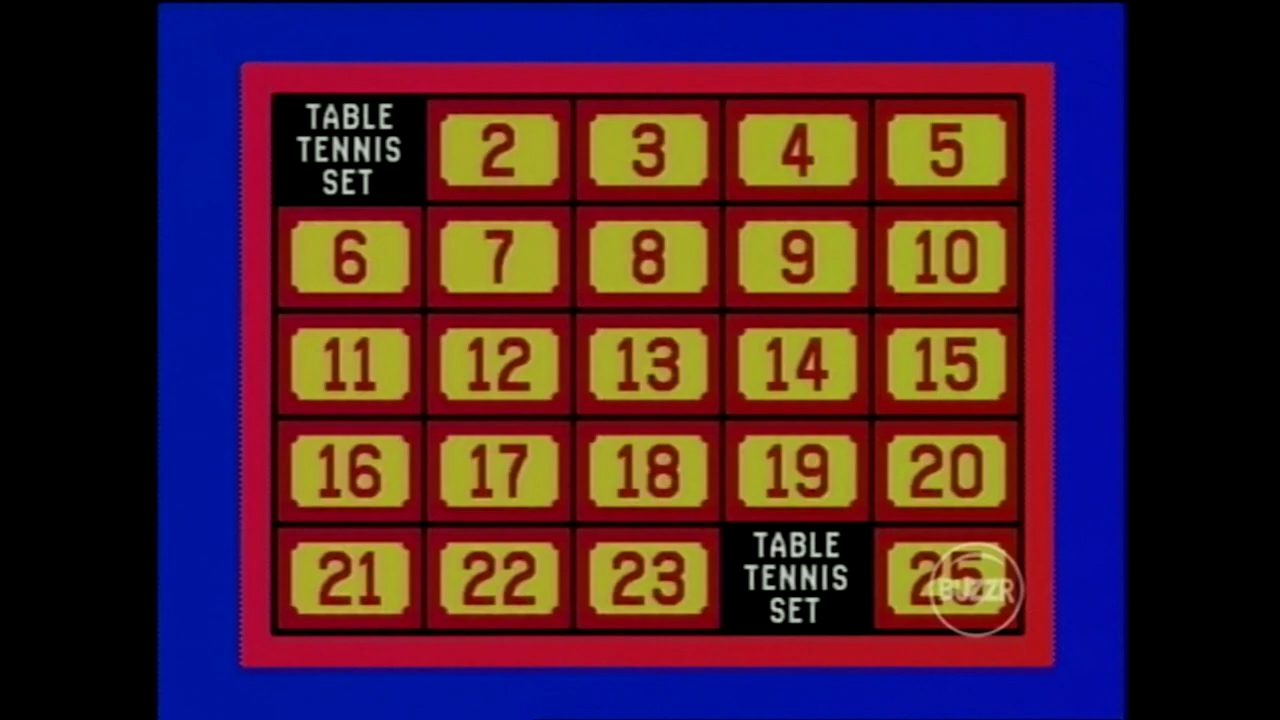 TABLE
TENNIS
SET
2 3 4 5
6 7 8 9 10
11 12 13 14 15
16 17 18 19 20
21 22 23
TABLE
TENNIS
SET
25
BUZZR